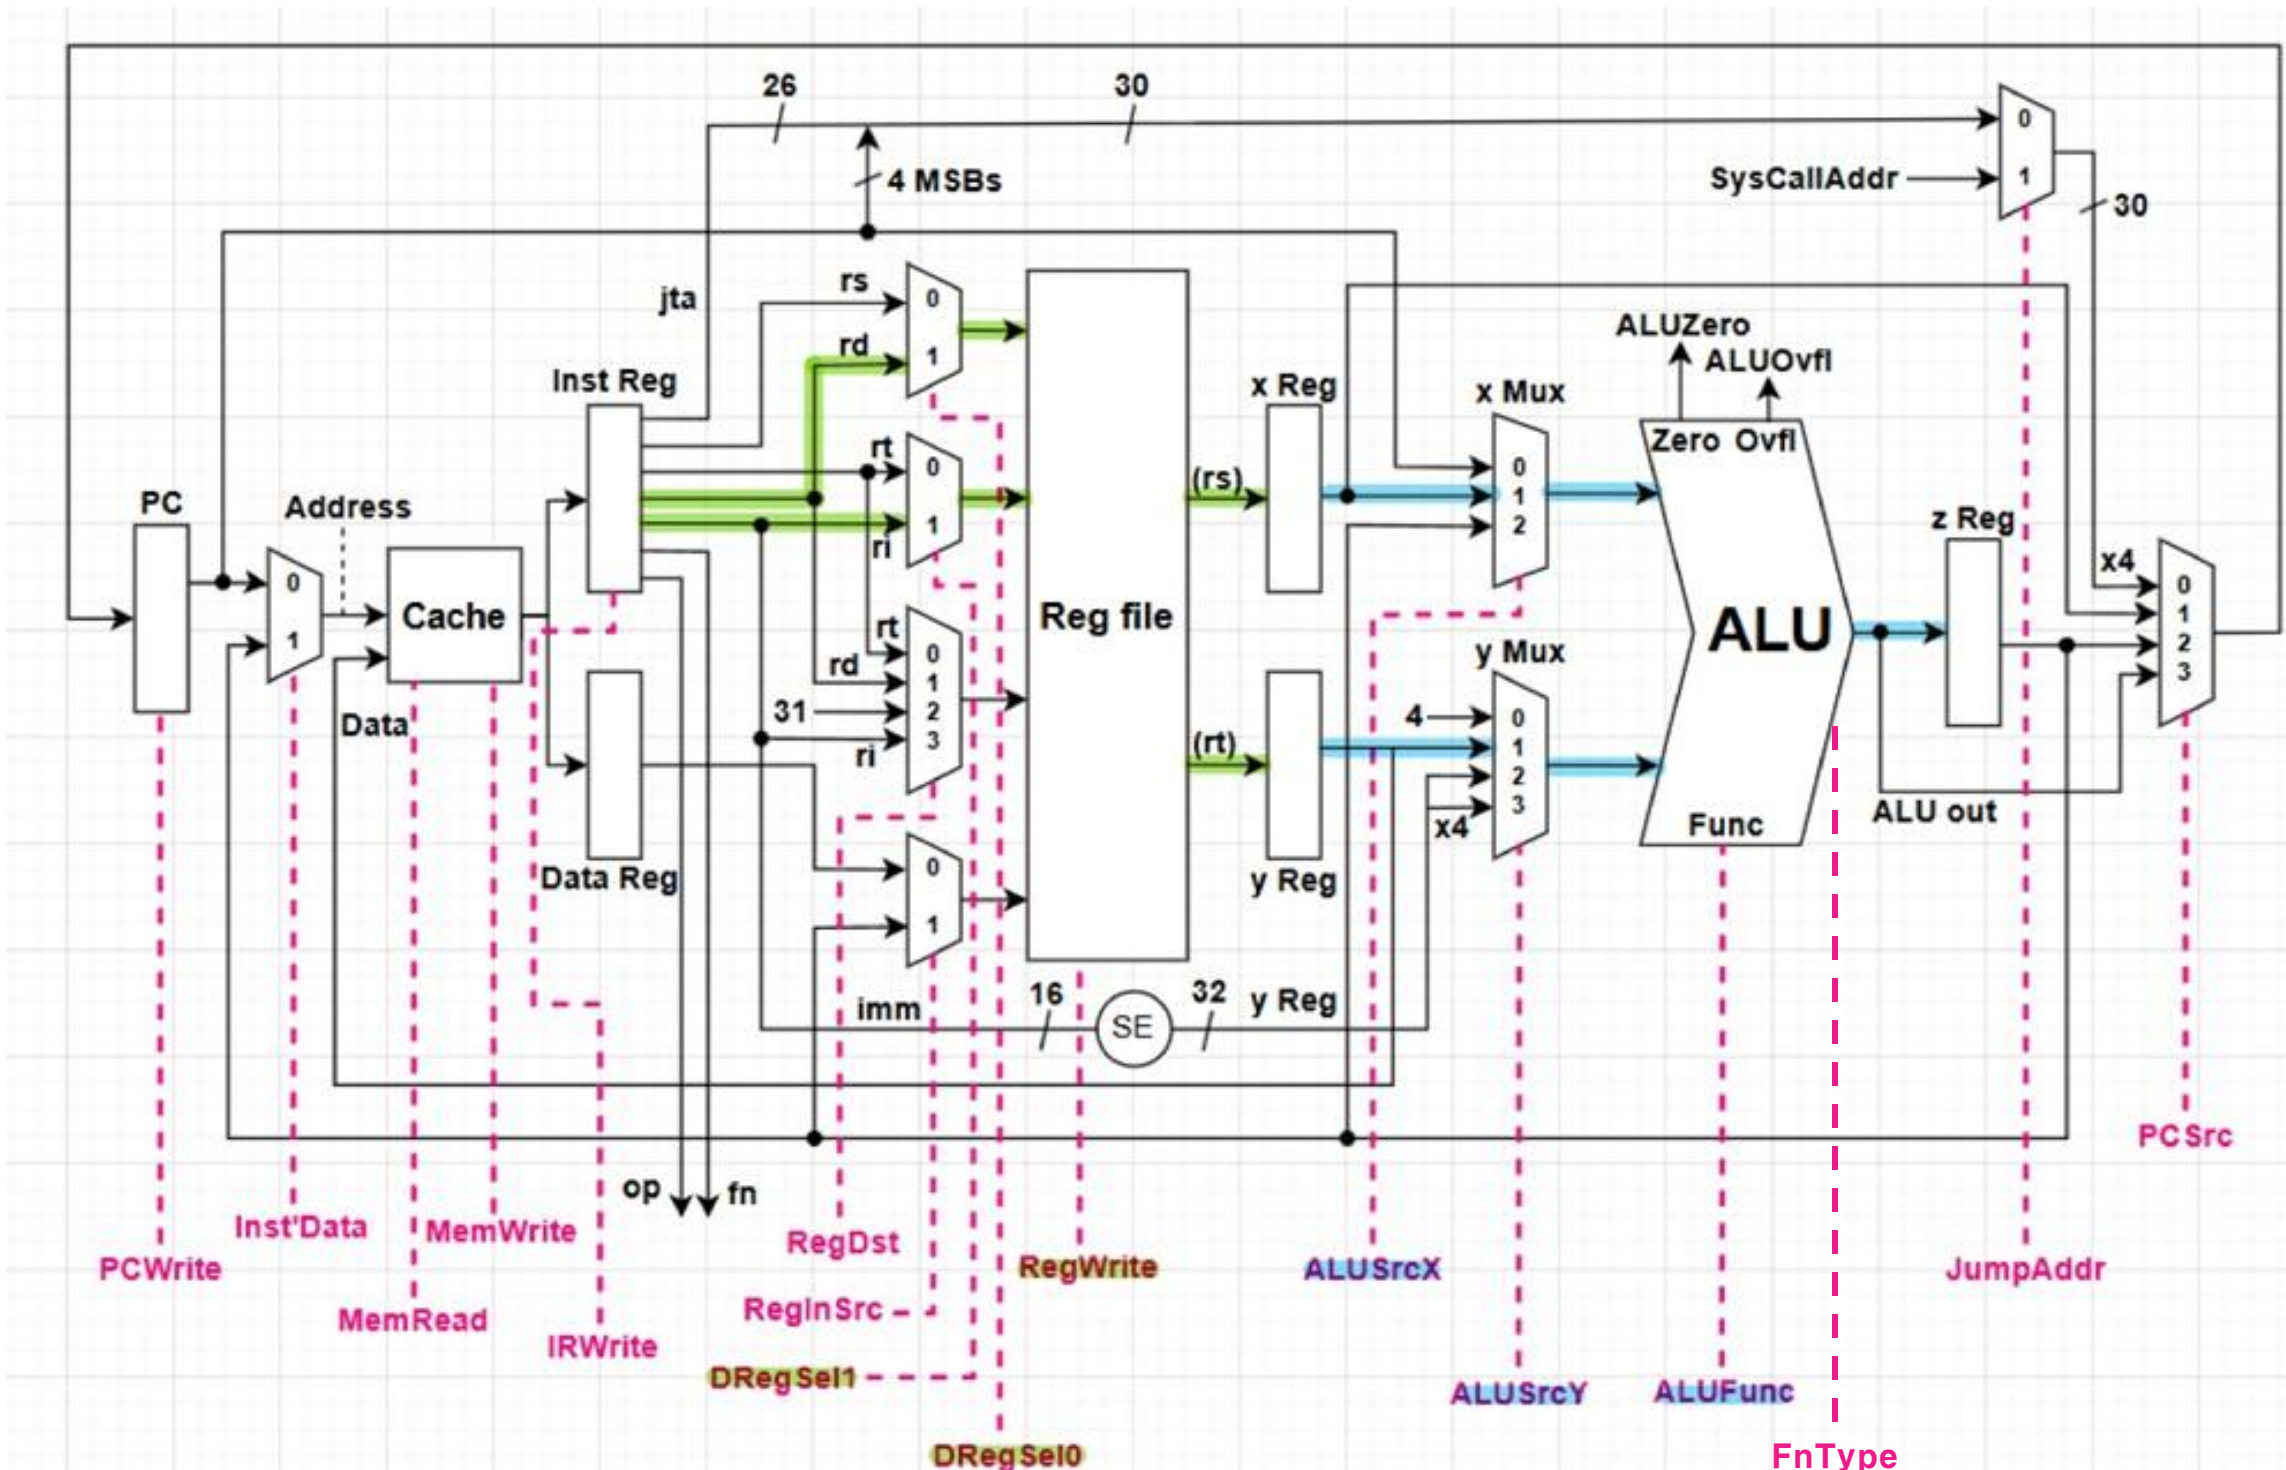 26
30
0
4 MSBs
SysCallAddr
1
30
rs
0
jta
rd
1
ALUZero
ALUOvfl
Inst Reg
x Reg
x Mux
rt
0
Zero Ovfl
(rs)
0
1
2
PC
Address
1
ri
z Reg
x4
0
1
2
3
0
1
Cache
Reg file
ALU
rt
0
rd
1
31
2
ri
3
y Mux
Data
(rt)
4
0
1
2
3
x4
Func
ALU out
0
Data Reg
y Reg
1
imm
16
SE
32
y Reg
PCSrc
op
fn
Inst'Data
MemWrite
RegDst
PCWrite
RegWrite
ALUSrcX
JumpAddr
MemRead
RegInSrc
IRWrite
DRegSel1
ALUSrcY
ALUFunc
DRegSel0
FnType